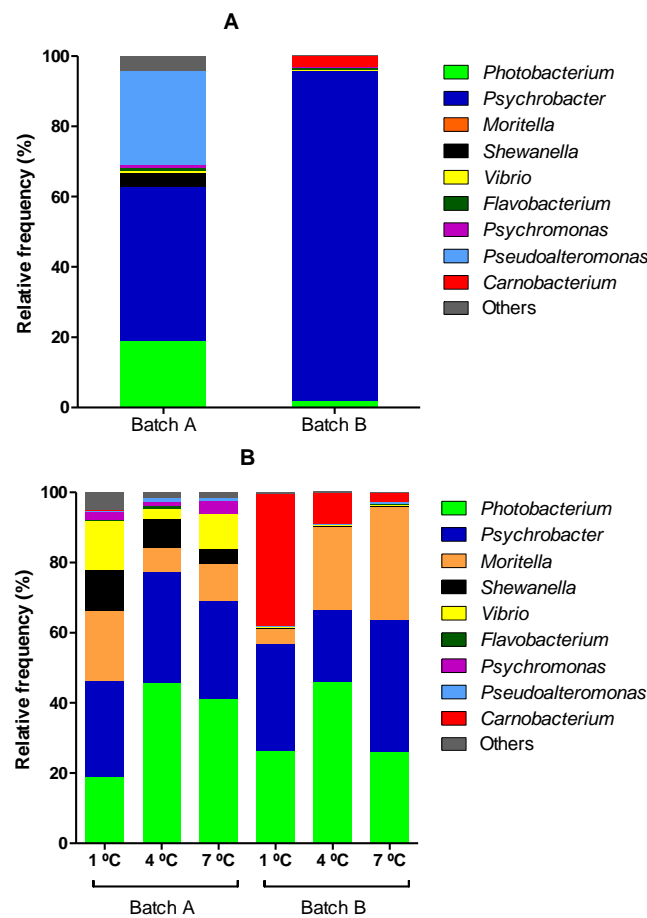 A
100
80
60
40
20
0
Relative frequency (%)
Batch A
Batch B
Photobacterium
Psychrobacter
Moritella
Shewanella
Vibrio
Flavobacterium
Psychromonas
Pseudoalteromonas
Carnobacterium
Others
B
100
80
60
40
20
0
Relative frequency (%)
1 ºC 4 ºC 7 ºC 1 ºC 4 ºC 7 ºC
Batch A
Batch B
Photobacterium
Psychrobacter
Moritella
Shewanella
Vibrio
Flavobacterium
Psychromonas
Pseudoalteromonas
Carnobacterium
Others